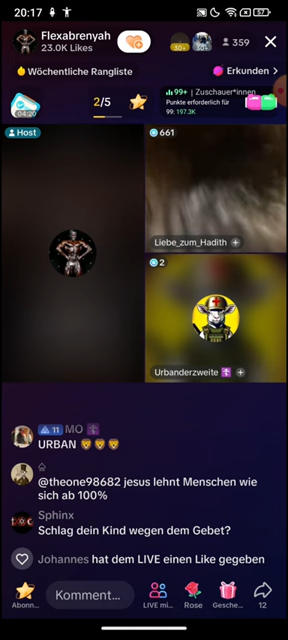 20:17
57
Flexabrenyah
23.0K Likes
30+
30+
359
Wöchentliche Rangliste
Erkunden >
04:20
2/5
99+ | Zuschauer*innen
Punkte erforderlich für
99: 197.3K
Host
661
Liebe_zum_Hadith +
2
Urbanderzweite ✝️ +
11 MO ✝️
URBAN 🦁🦁🦁
@theone98682 jesus lehnt Menschen wie
sich ab 100%
Sphinx
Schlag dein Kind wegen dem Gebet?
Johannes hat dem LIVE einen Like gegeben
Abonn...
Komment...
LIVE mi...
Rose
Gesche...
12